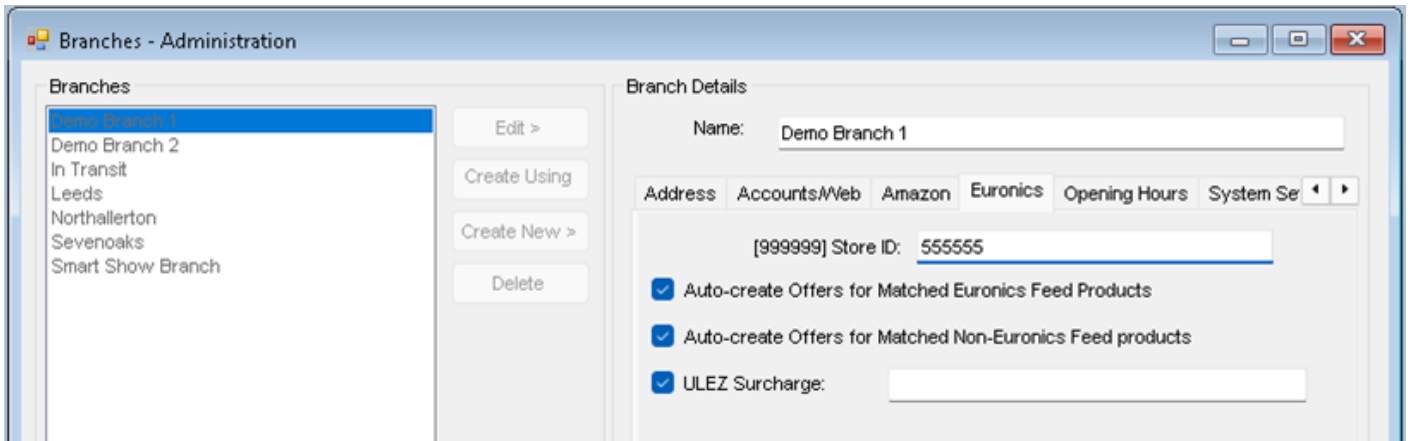 Branches - Administration
Branches
Demo Branch 1
Demo Branch 2
In Transit
Leeds
Northallerton
Sevenoaks
Smart Show Branch
Edit >
Create Using
Create New >
Delete
Branch Details
Name: Demo Branch 1
Address Accounts/Web Amazon Euronics Opening Hours System Se
[999999] Store ID: 555555
Auto-create Offers for Matched Euronics Feed Products
Auto-create Offers for Matched Non-Euronics Feed products
ULEZ Surcharge: